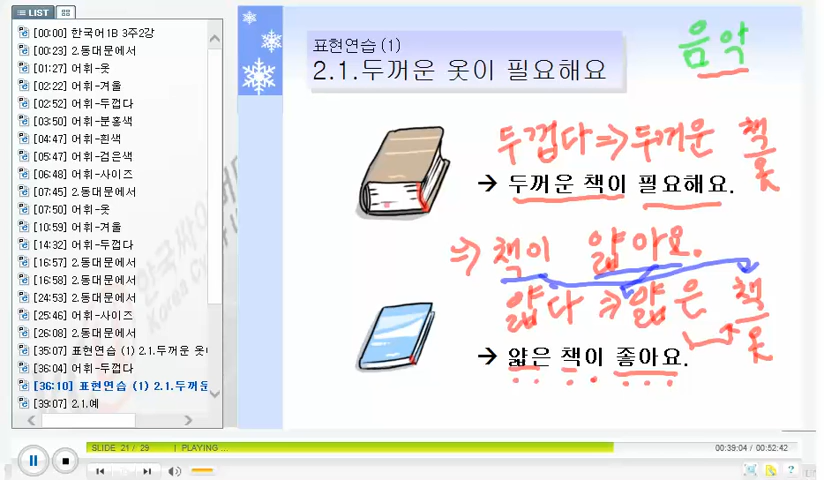 LIST
[00:00] 한국어1B 3주2강
[00:23] 2.동대문에서
[01:27] 어휘-옷
[02:22] 어휘-겨울
[02:52] 어휘-두껍다
[03:50] 어휘-분홍색
[04:47] 어휘-흰색
[05:47] 어휘-검은색
[06:48] 어휘-사이즈
[07:45] 2.동대문에서
[07:50] 어휘-옷
[10:59] 어휘-겨울
[14:32] 어휘-두껍다
[16:57] 2.동대문에서
[16:58] 2.동대문에서
[24:53] 2.동대문에서
[25:46] 어휘-사이즈
[26:08] 2.동대문에서
[35:07] 표현연습 (1) 2.1.두꺼운 옷이
[36:04] 어휘-두껍다
[36:10] 표현연습 (1) 2.1.두꺼운
[39:07] 2.1.예
표현연습 (1)
2.1.두꺼운 옷이 필요해요
음악
두껍다 ⇒ 두꺼운 책
옷
→ 두꺼운 책이 필요해요.
⇒ 책이 얇아요.
얇다 ⇒ 얇은 책
옷
→ 얇은 책이 좋아요.
SLIDE 21 / 29 | PLAYING ...
00:39:04 / 00:52:42